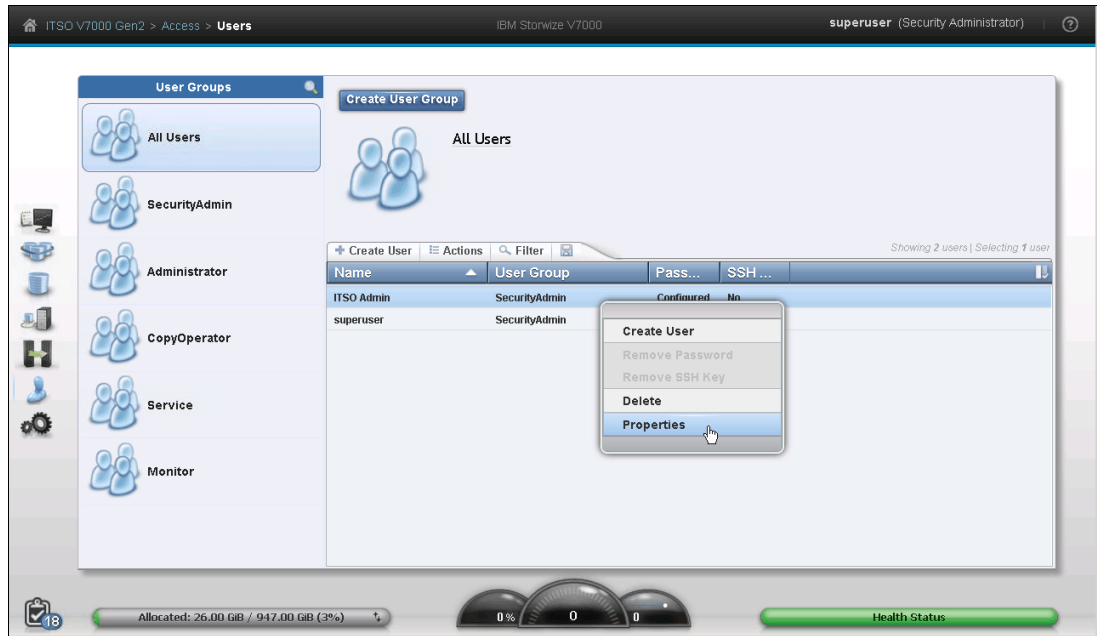 ITSO V7000 Gen2 > Access > Users
IBM Storwize V7000
superuser (Security Administrator)
?
User Groups
All Users
SecurityAdmin
Administrator
CopyOperator
Service
Monitor
Create User Group
All Users
Create User
Actions
Filter
Showing 2 users | Selecting 1 user
Name User Group Pass... SSH ...
ITSO Admin SecurityAdmin Configured No
superuser SecurityAdmin
Create User
Remove Password
Remove SSH Key
Delete
Properties
18
Allocated: 26.00 GiB / 947.00 GiB (3%)
0% 0 0
Health Status